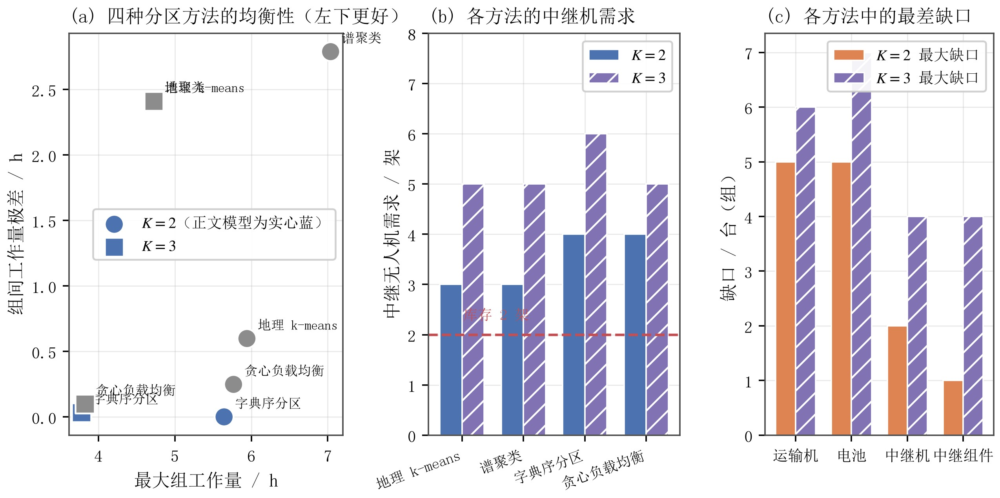 (a) 四种分区方法的均衡性（左下更好）
谱聚类
谱聚类
地理 k-means
K=2（正文模型为实心蓝）
K=3
地理 k-means
贪心负载均衡
字典序分区
贪心负载均衡
字典序分区
2.5
2.0
1.5
1.0
0.5
0.0
4
5
6
7
组间工作量极差 / h
最大组工作量 / h
(b) 各方法的中继机需求
K=2
K=3
8
7
6
5
4
3
2
1
0
库存 2 架
中继无人机需求 / 架
地理 k-means
谱聚类
字典序分区
贪心负载均衡
(c) 各方法中的最差缺口
K=2 最大缺口
K=3 最大缺口
7
6
5
4
3
2
1
0
缺口 / 台（组）
运输机
电池
中继机
中继组件